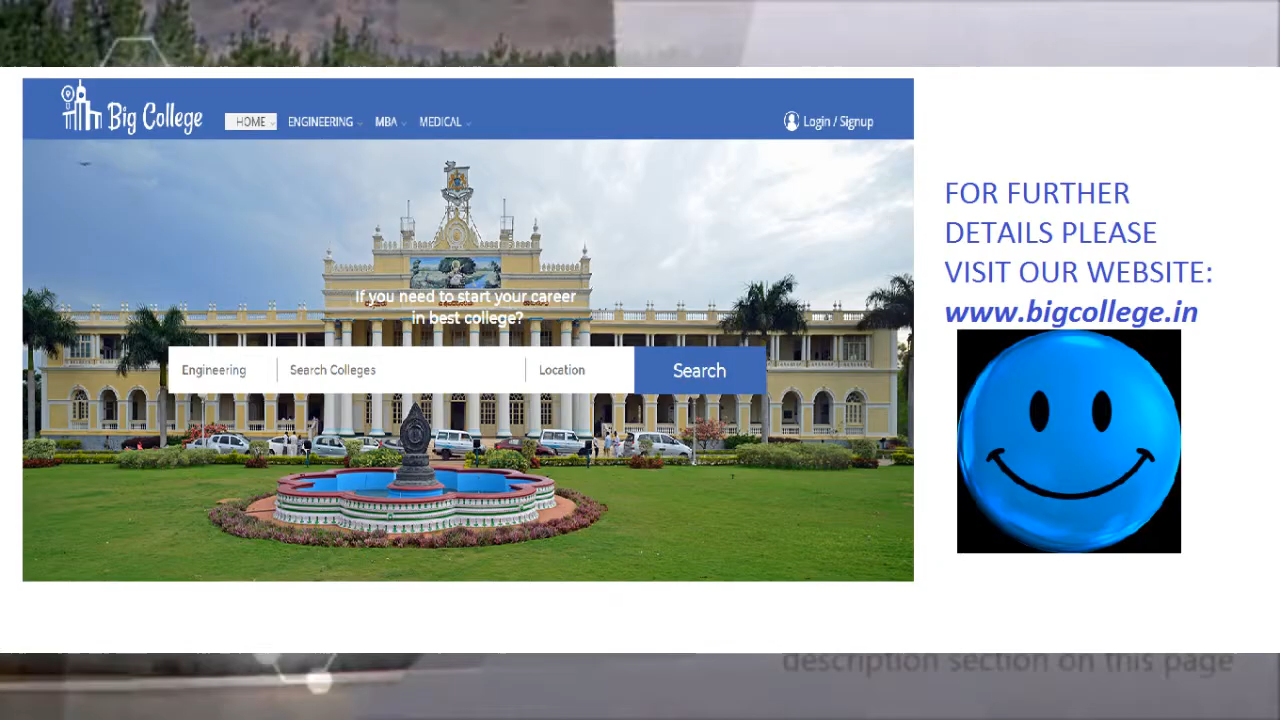 Big College
HOME
ENGINEERING
MBA
MEDICAL
Login / Signup
If you need to start your career
in best college?
Engineering
Search Colleges
Location
Search
FOR FURTHER
DETAILS PLEASE
VISIT OUR WEBSITE:
www.bigcollege.in
description section on this page